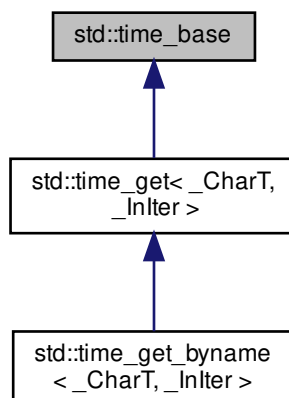 std::time_base
std::time_get< _CharT,
_InIter >
std::time_get_byname
< _CharT, _InIter >